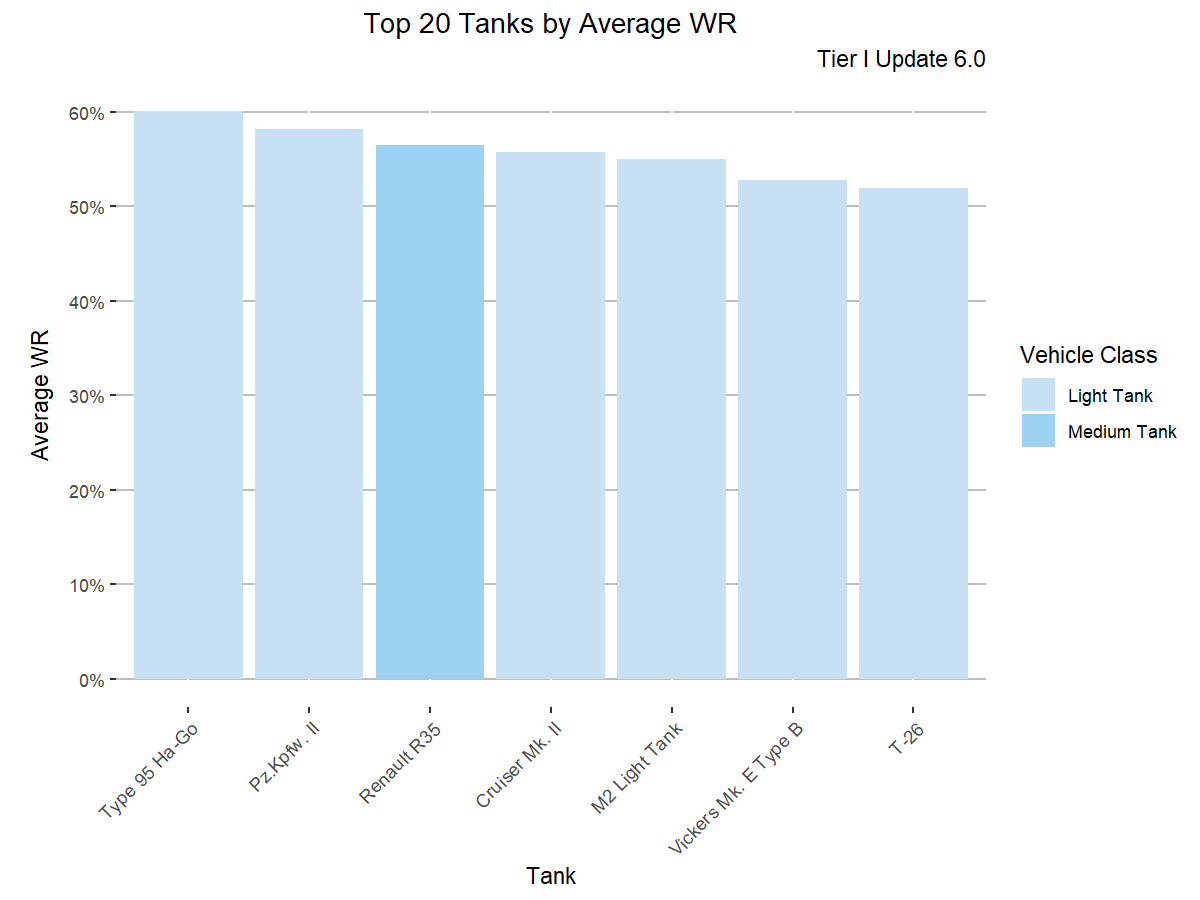 Top 20 Tanks by Average WR
Tier I Update 6.0
60%
50%
40%
30%
20%
10%
0%
Average WR
Type 95 Ha-Go
Pz.Kpfw. II
Renault R35
Cruiser Mk. II
M2 Light Tank
Vickers Mk. E Type B
T-26
Tank
Vehicle Class
Light Tank
Medium Tank